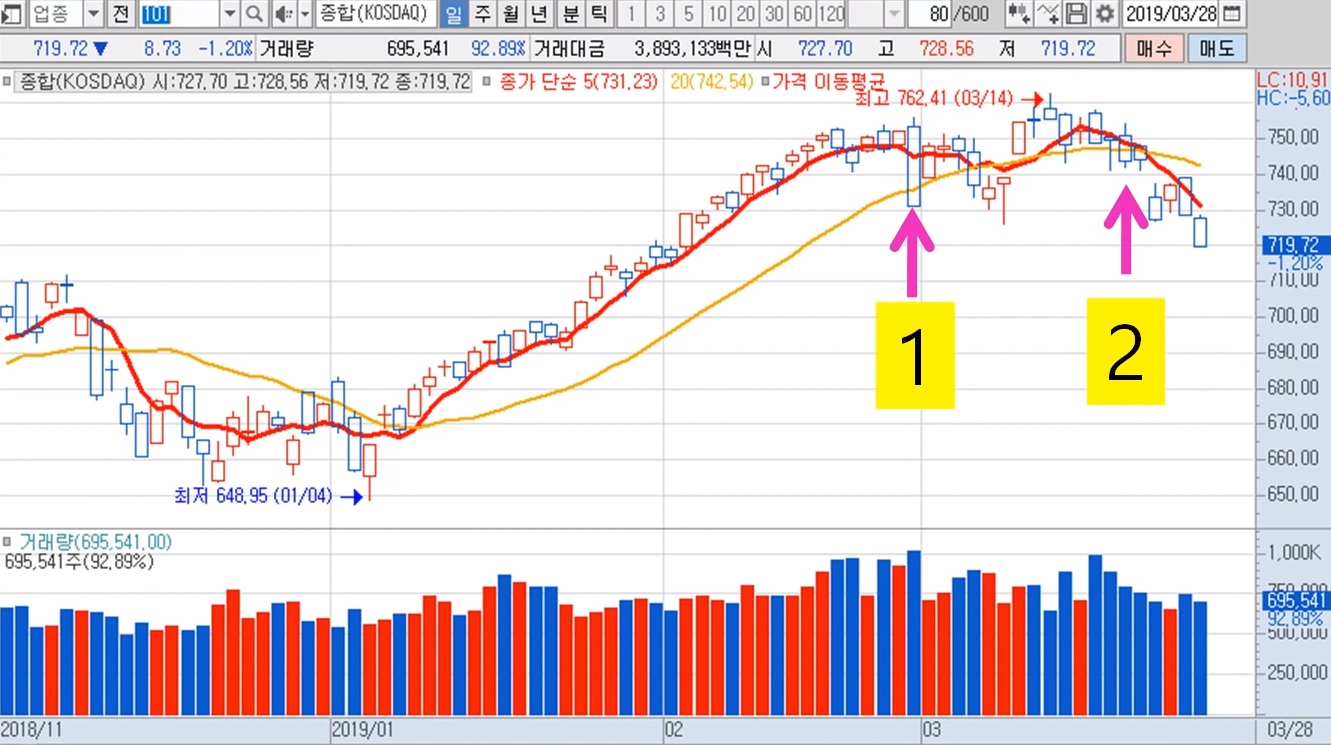 업종 전 101 종합(KOSDAQ) 일 주 월 년 분 틱 1 3 5 10 20 30 60 120 80 /600 2019/03/28
719.72 ▼ 8.73 -1.20% 거래량 695,541 92.89% 거래대금 3,893,133백만 시 727.70 고 728.56 저 719.72 매수 매도
종합(KOSDAQ) 시:727.70 고:728.56 저:719.72 종:719.72 종가 단순 5(731.23) 20(742.54) 가격 이동평균 LC:10.91
최고 762.41 (03/14) HC:-5.60
750.00
740.00
730.00
719.72
-1.20%
710.00
700.00
690.00
680.00
670.00
660.00
650.00
1
2
최저 648.95 (01/04)
거래량(695,541.00)
695,541주(92.89%)
1,000K
750,000
695,541
92.89%
500,000
250,000
2018/11 2019/01 02 03 03/28